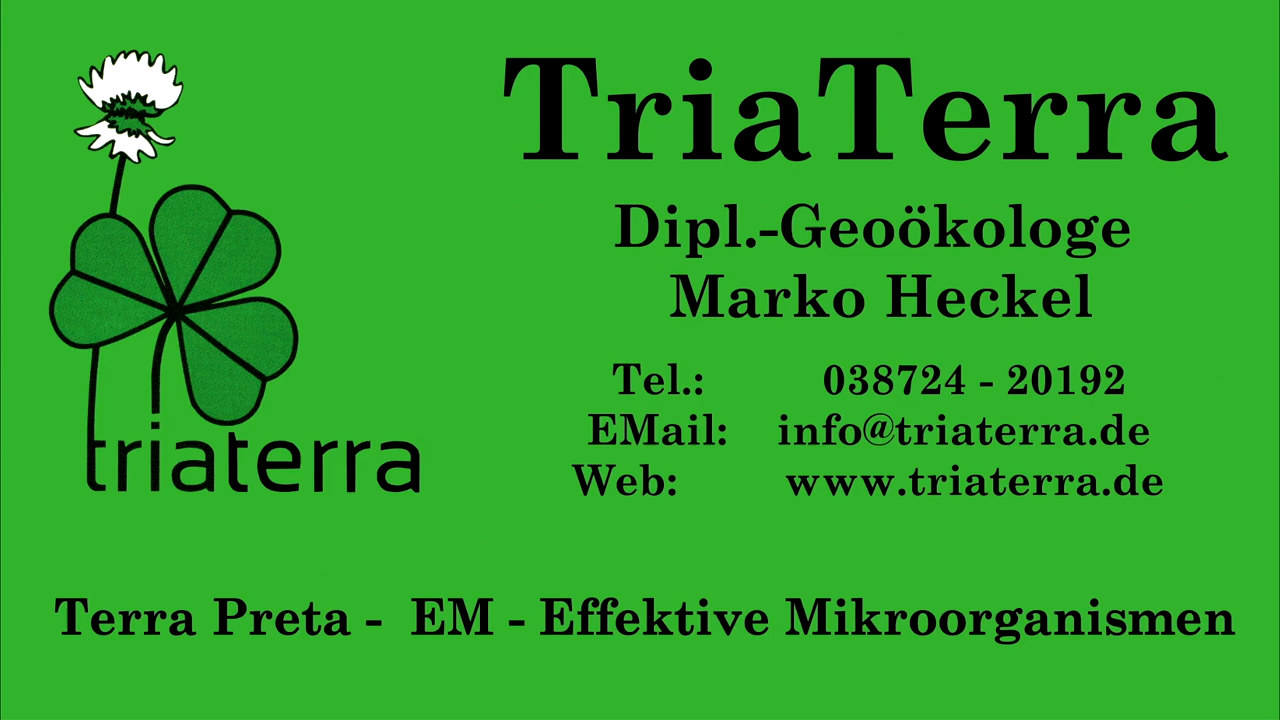 TriaTerra
Dipl.-Geoökologe
Marko Heckel
Tel.: 038724 - 20192
EMail: info@triaterra.de
Web: www.triaterra.de
triaterra
Terra Preta - EM - Effektive Mikroorganismen